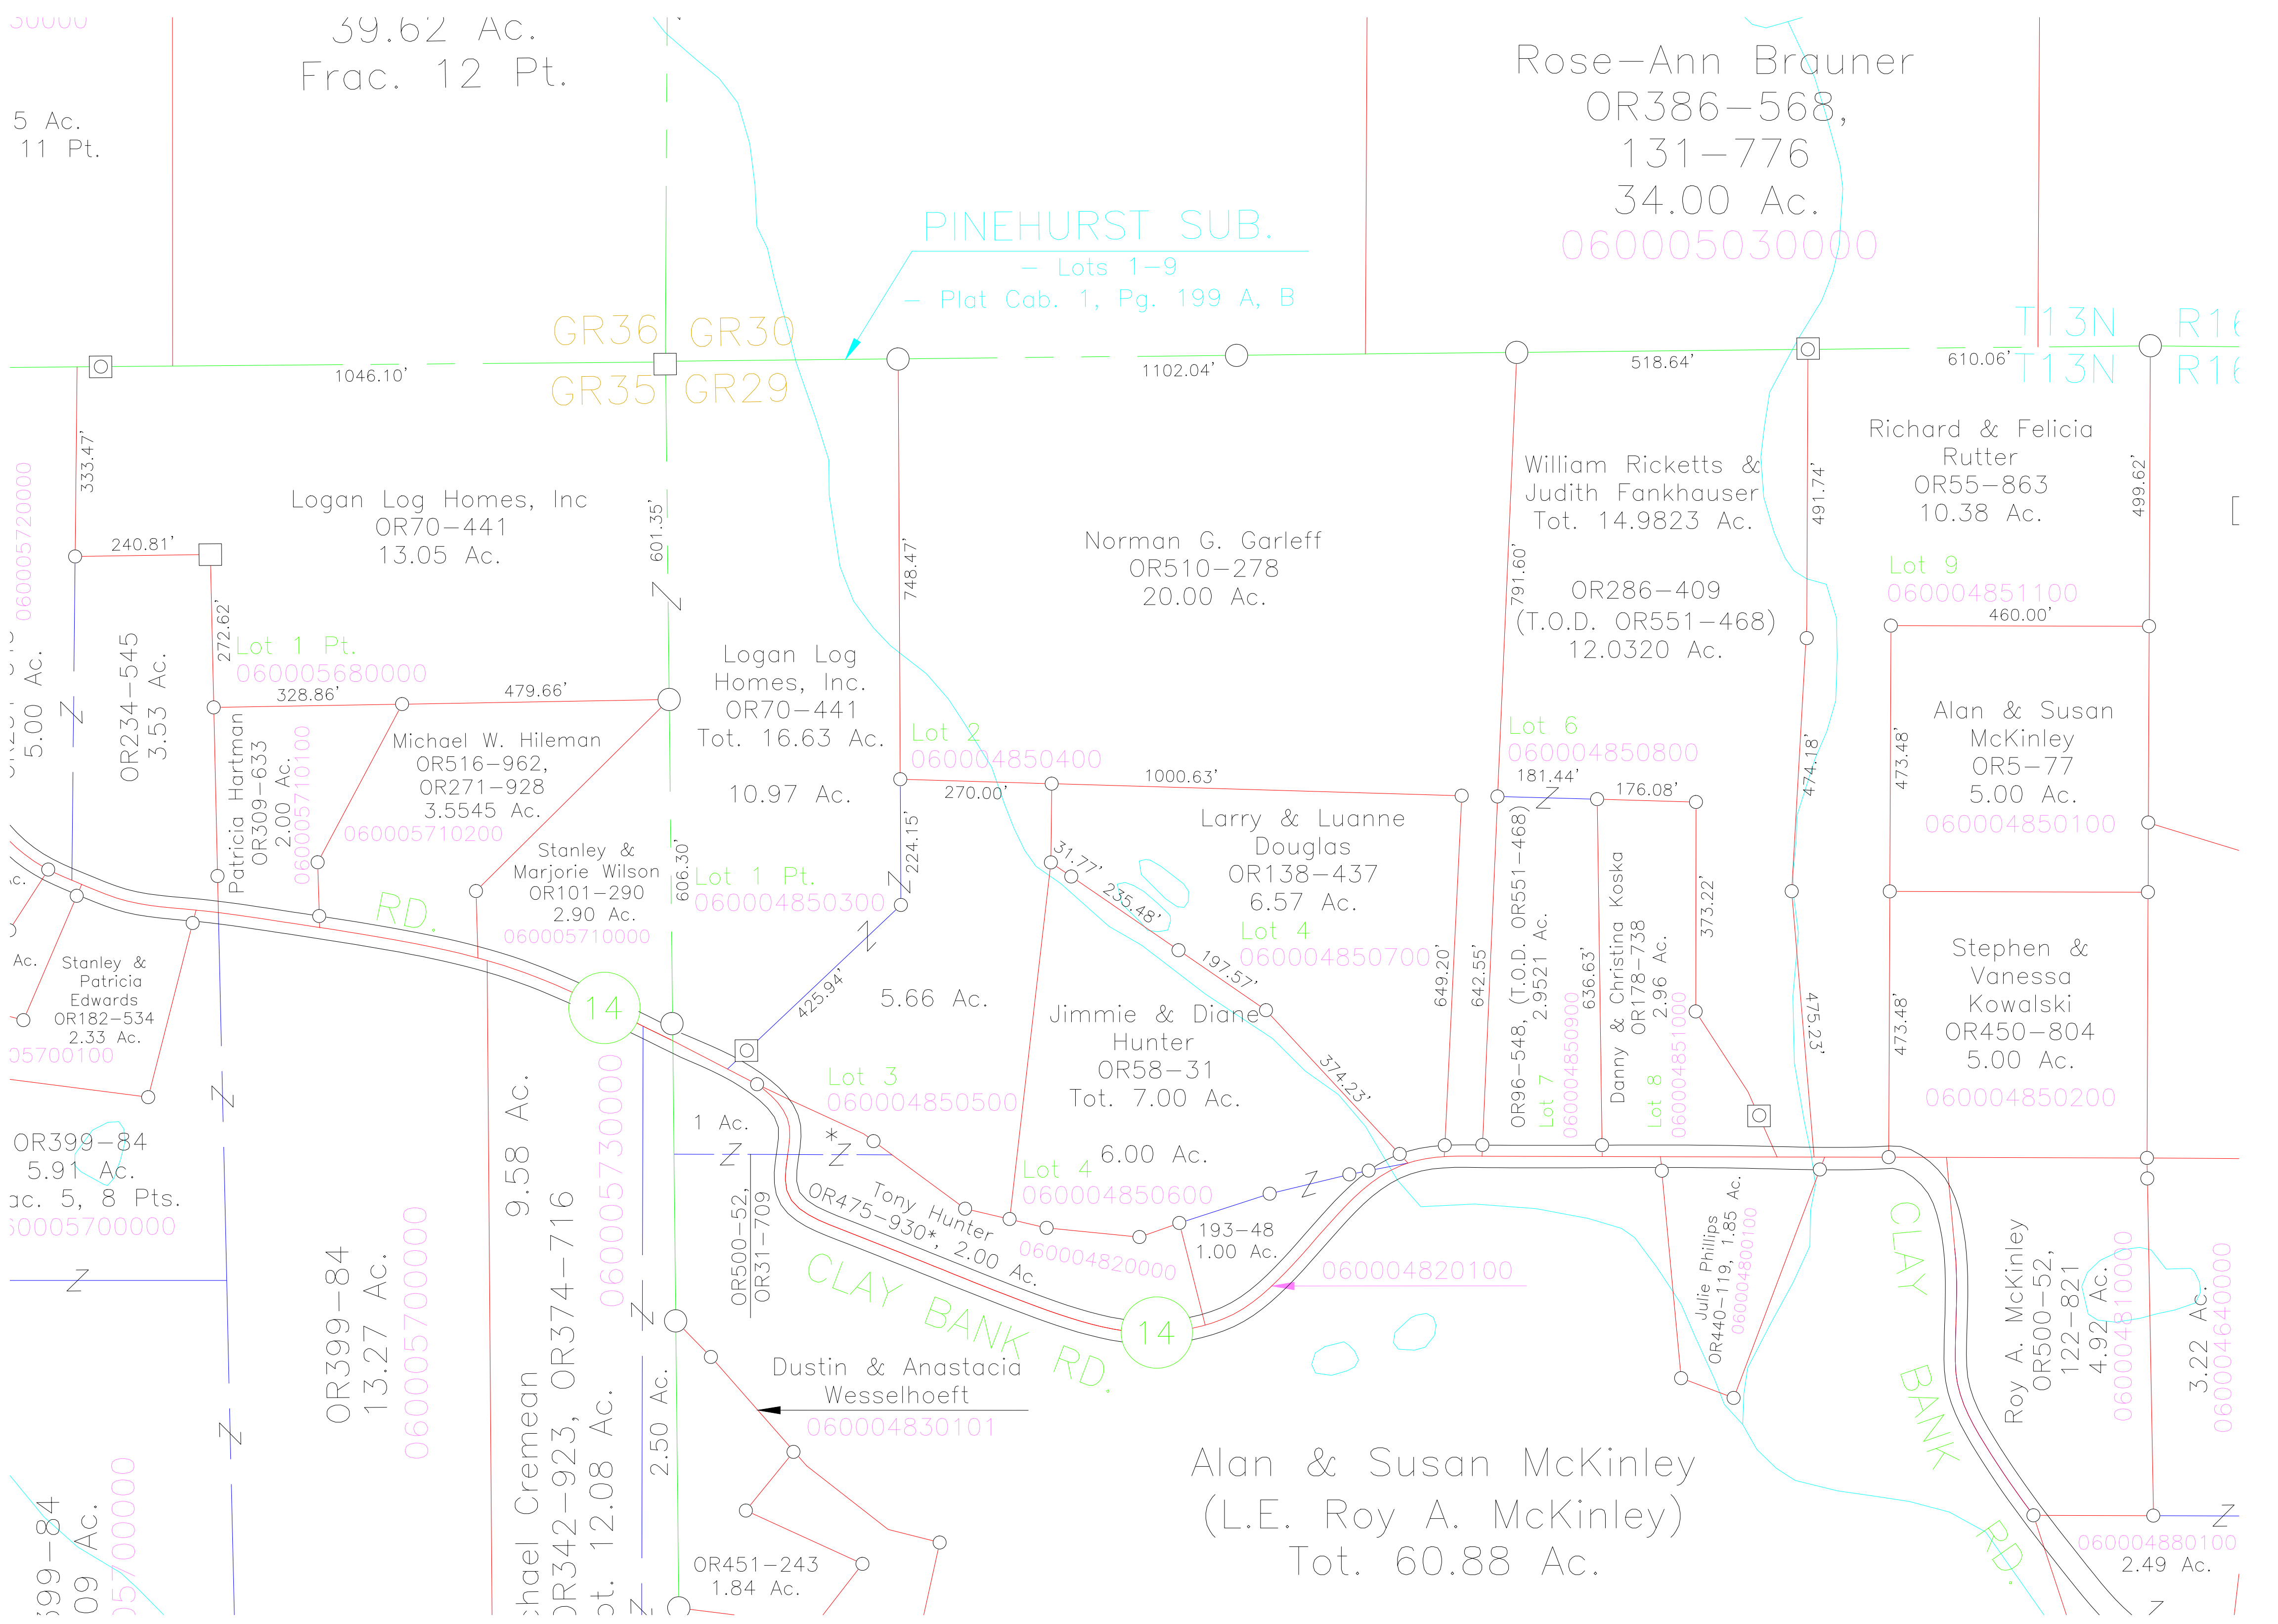 39.62 Ac.
Frac. 12 Pt.
5 Ac.
11 Pt.
Rose-Ann Brauner
OR386-568,
131-776
34.00 Ac.
060005030000
PINEHURST SUB.
- Lots 1-9
- Plat Cab. 1, Pg. 199 A, B
GR36
GR30
GR35
GR29
T13N
T13N
1046.10'
1102.04'
518.64'
610.06'
333.47'
060005720000
5.00 Ac.
240.81'
272.62'
OR234-545
3.53 Ac.
Logan Log Homes, Inc
OR70-441
13.05 Ac.
Lot 1 Pt.
060005680000
601.35'
328.86'
479.66'
Patricia Hartman
OR309-633
2.00 Ac.
060005710100
Michael W. Hileman
OR516-962,
OR271-928
3.5545 Ac.
060005710200
Stanley &
Marjorie Wilson
OR101-290
2.90 Ac.
060005710000
606.30'
Logan Log
Homes, Inc.
OR70-441
Tot. 16.63 Ac.
10.97 Ac.
Lot 1 Pt.
060004850300
748.47'
224.15'
425.94'
5.66 Ac.
Lot 3
060004850500
Norman G. Garleff
OR510-278
20.00 Ac.
Lot 2
060004850400
270.00'
1000.63'
Larry & Luanne
Douglas
OR138-437
6.57 Ac.
Lot 4
060004850700
31.77'
235.48'
197.57'
374.23'
649.20'
Jimmie & Diane
Hunter
OR58-31
Tot. 7.00 Ac.
6.00 Ac.
Lot 4
060004850600
193-48
1.00 Ac.
060004820100
791.60'
William Ricketts &
Judith Fankhauser
Tot. 14.9823 Ac.
OR286-409
(T.O.D. OR551-468)
12.0320 Ac.
Lot 6
060004850800
181.44'
176.08'
642.55'
OR96-548, (T.O.D. OR551-468)
2.9521 Ac.
Lot 7
060004850900
636.63'
Danny & Christina Koska
OR178-738
2.96 Ac.
Lot 8
060004851000
373.22'
491.74'
474.18'
475.23'
Richard & Felicia
Rutter
OR55-863
10.38 Ac.
Lot 9
060004851100
499.62'
460.00'
473.48'
Alan & Susan
McKinley
OR5-77
5.00 Ac.
060004850100
473.48'
Stephen &
Vanessa
Kowalski
OR450-804
5.00 Ac.
060004850200
RD.
14
Ac.
Stanley &
Patricia
Edwards
OR182-534
2.33 Ac.
05700100
OR399-84
5.91 Ac.
ac. 5, 8 Pts.
60005700000
OR399-84
13.27 Ac.
060005700000
9.58 Ac.
chael Cremean
OR342-923, OR374-716
ot. 12.08 Ac.
060005730000
2.50 Ac.
1 Ac.
*
OR500-52,
OR31-709
Tony Hunter
OR475-930*, 2.00 Ac.
060004820000
CLAY BANK RD.
14
Dustin & Anastacia
Wesselhoeft
060004830101
OR451-243
1.84 Ac.
Alan & Susan McKinley
(L.E. Roy A. McKinley)
Tot. 60.88 Ac.
Julie Phillips
OR440-119, 1.85 Ac.
060004800100
CLAY BANK RD.
Roy A. McKinley
OR500-52,
122-821
4.92 Ac.
060004810000
3.22 Ac.
060004640000
060004880100
2.49 Ac.
399-84
09 Ac.
05700000